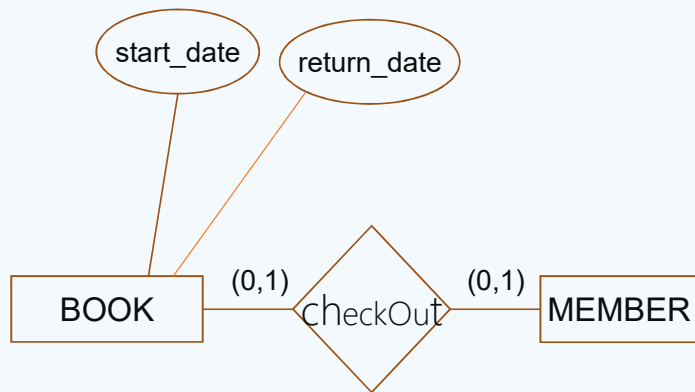 start_date
return_date
(0,1)
(0,1)
BOOK
checkOut
MEMBER